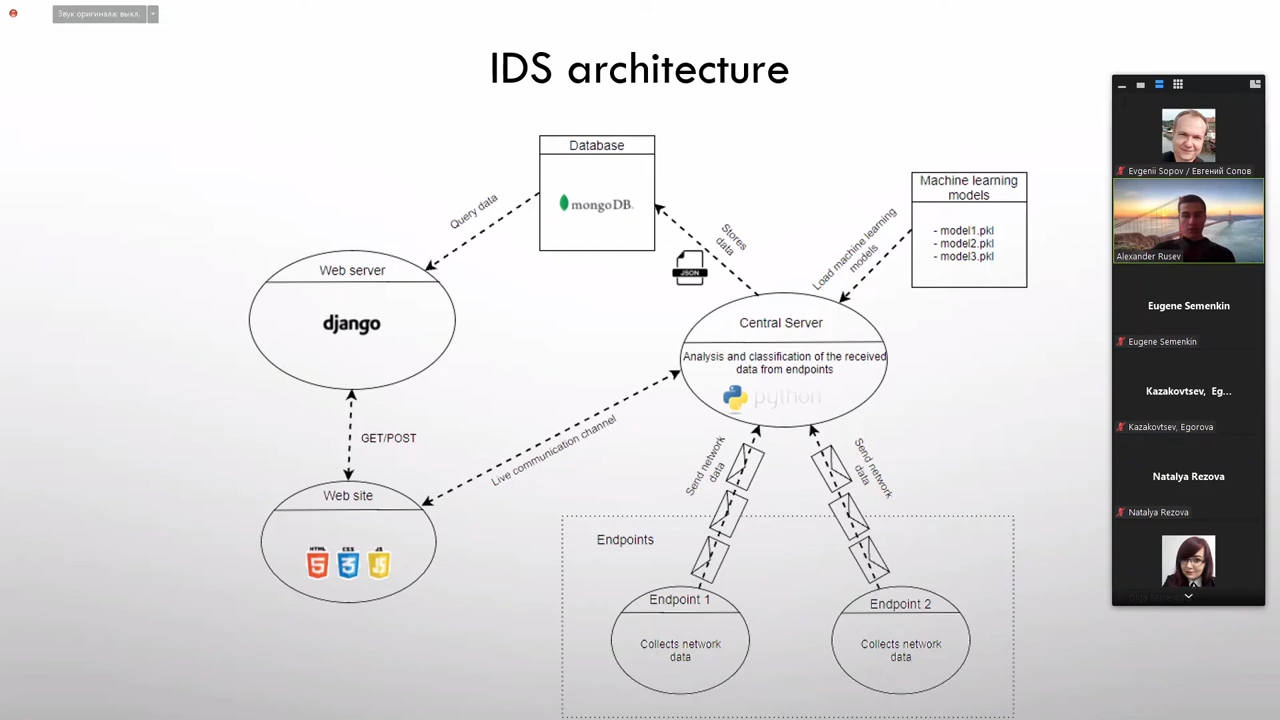 Звук оригинала: выкл.
IDS architecture
Database
mongoDB.
Query data
Stores
data
JSON
Machine learning
models
- model1.pkl
- model2.pkl
- model3.pkl
Load machine learning
models
Web server
django
Central Server
Analysis and classification of the received
data from endpoints
python
GET/POST
Live communication channel
Web site
HTML
5
CSS
3
JS
Send network
data
Send network
data
Endpoints
Endpoint 1
Collects network
data
Endpoint 2
Collects network
data
Evgenii Sopov / Евгений Сопов
Alexander Rusev
Eugene Semenkin
Eugene Semenkin
Kazakovtsev, Eg...
Kazakovtsev, Egorova
Natalya Rezova
Natalya Rezova